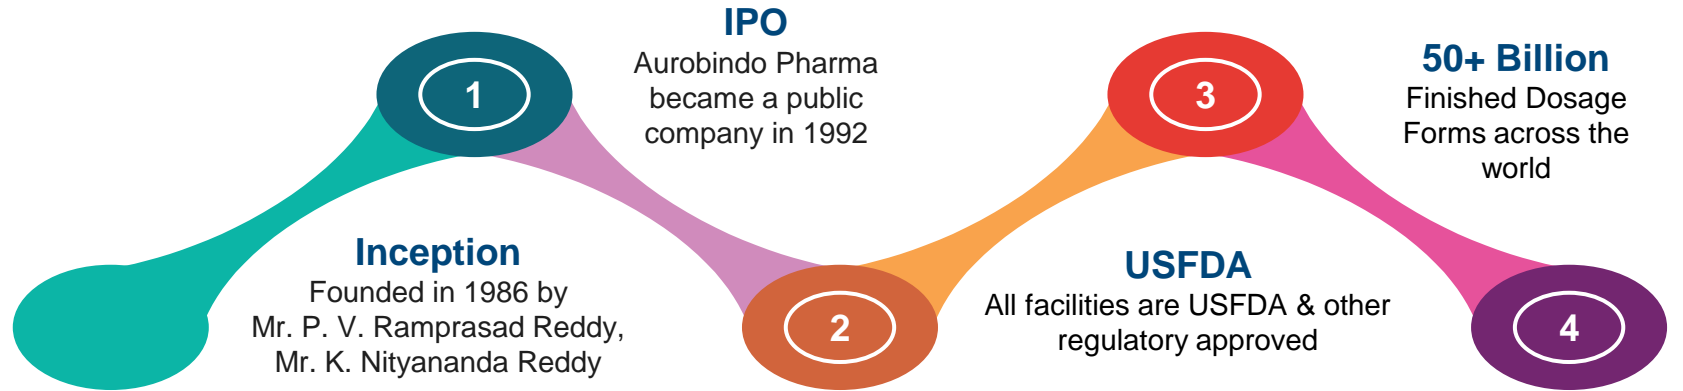 1
Inception
Founded in 1986 by
Mr. P. V. Ramprasad Reddy,
Mr. K. Nityananda Reddy
IPO
Aurobindo Pharma
became a public
company in 1992
2
3
USFDA
All facilities are USFDA & other
regulatory approved
50+ Billion
Finished Dosage
Forms across the
world
4